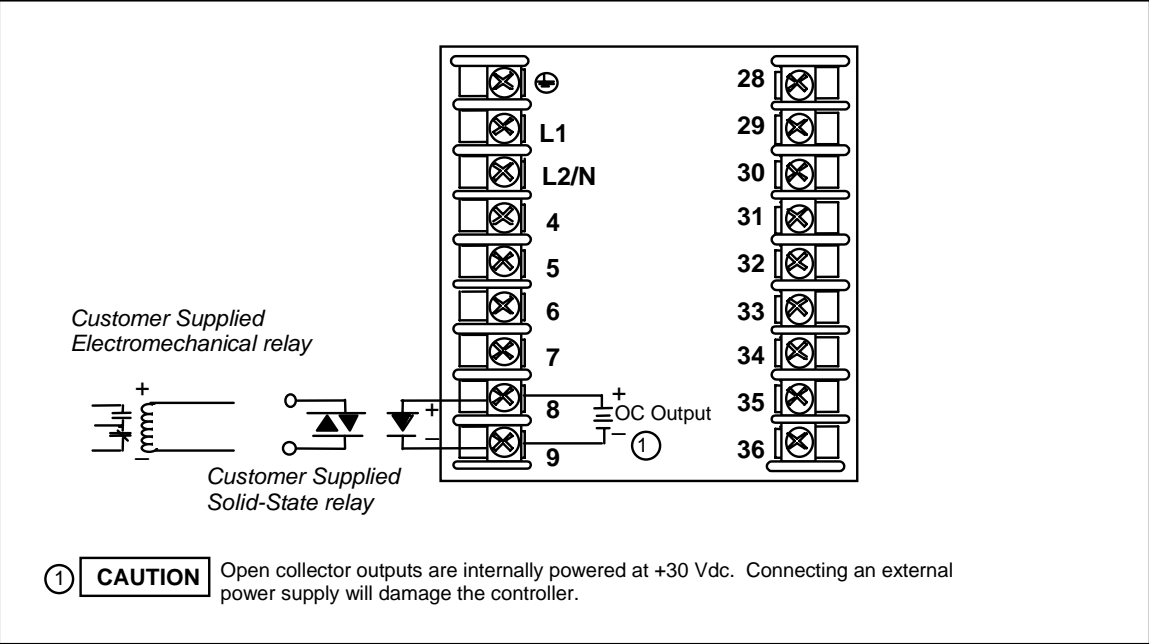 28
L1
29
L2/N
30
4
31
5
32
6
33
7
34
8
35
9
36
Customer Supplied
Electromechanical relay
+
–
+
–
+
OC Output
–
1
Customer Supplied
Solid-State relay
1 CAUTION Open collector outputs are internally powered at +30 Vdc. Connecting an external
power supply will damage the controller.